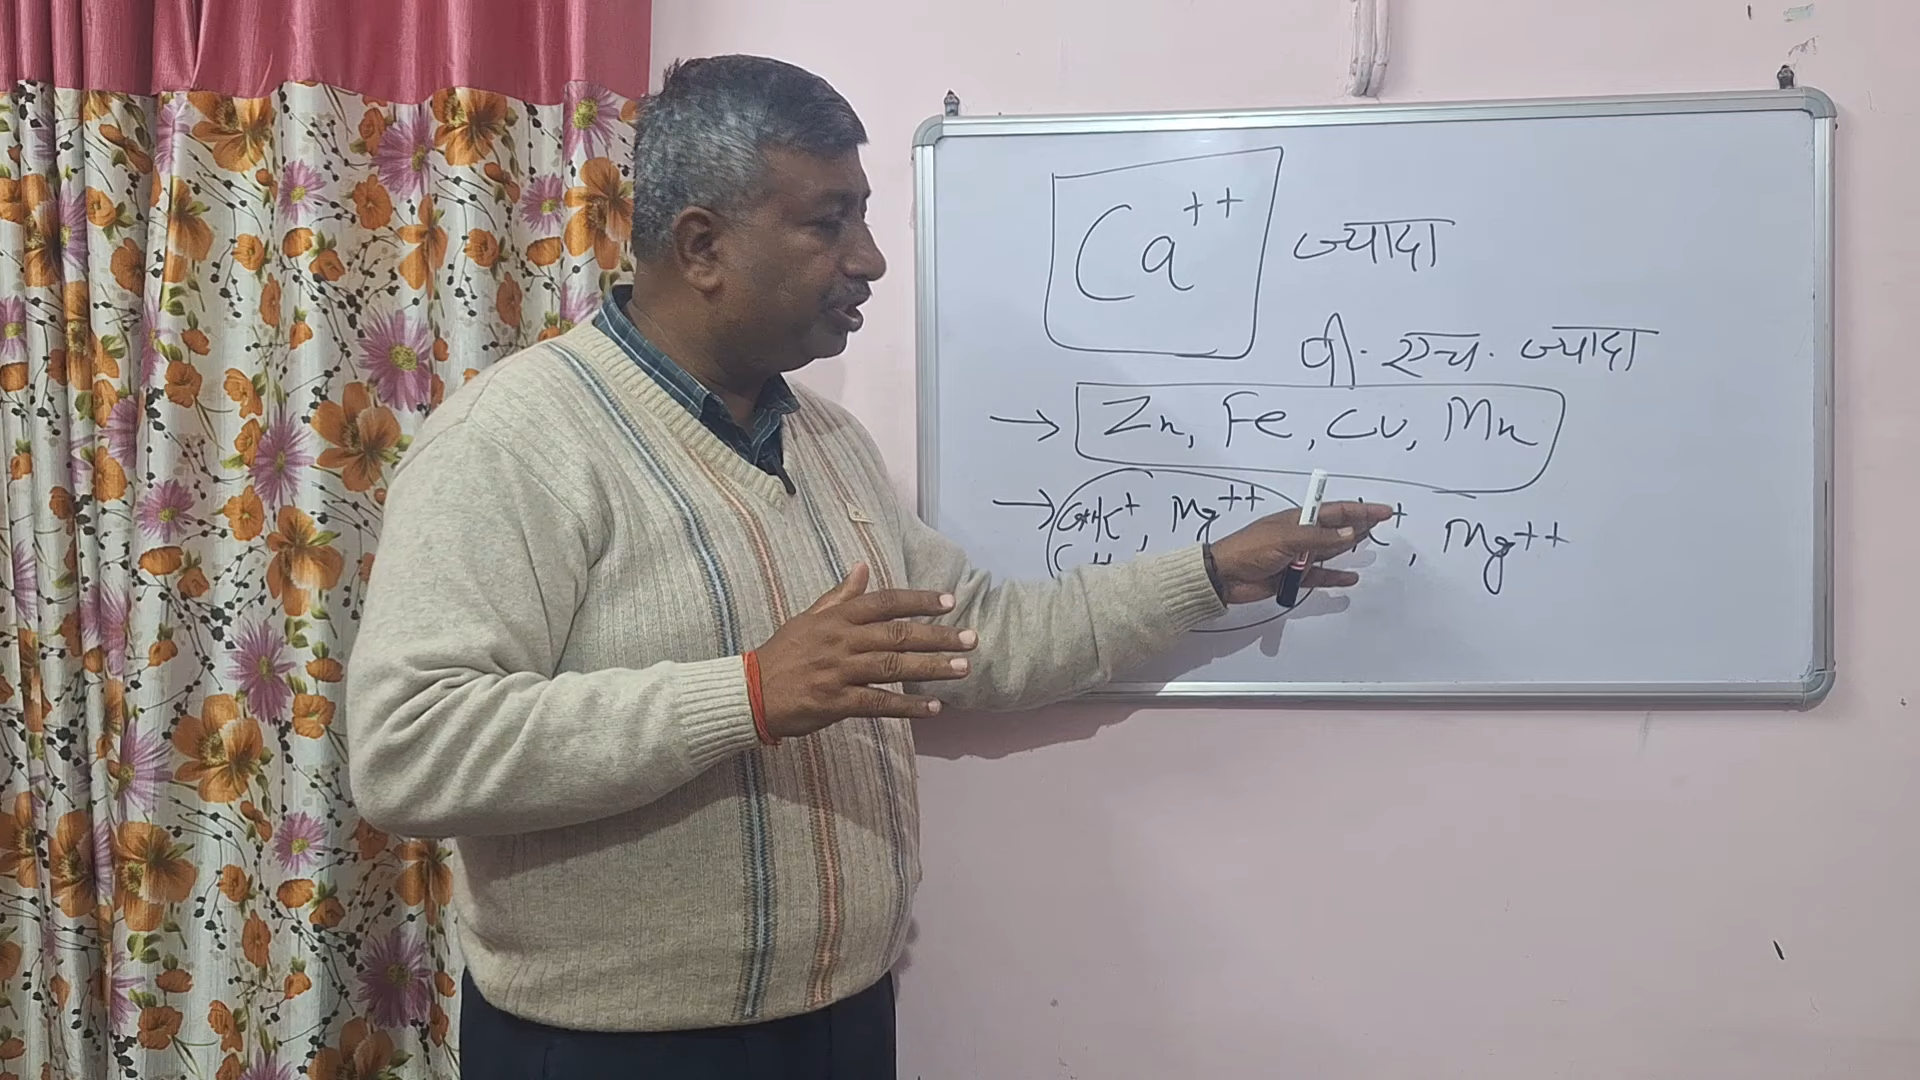 Ca++ ज्यादा
पी. एच. ज्यादा
→ Zn, Fe, Cu, Mn
→ K+, Mg++ K+, Mg++